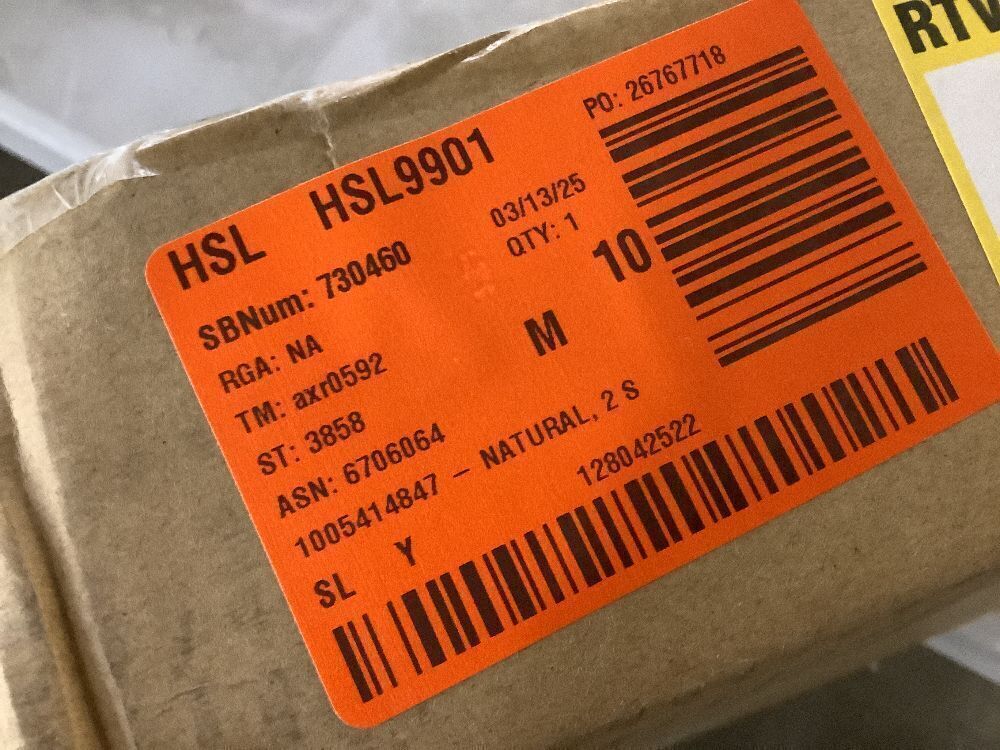 HSL HSL9901
PO: 26767718
SBNum: 730460 03/13/25
RGA: NA QTY: 1
TM: axr0592 M 10
ST: 3858
ASN: 6706064
1005414847 – NATURAL, 2 S
SL Y 128042522
RTV